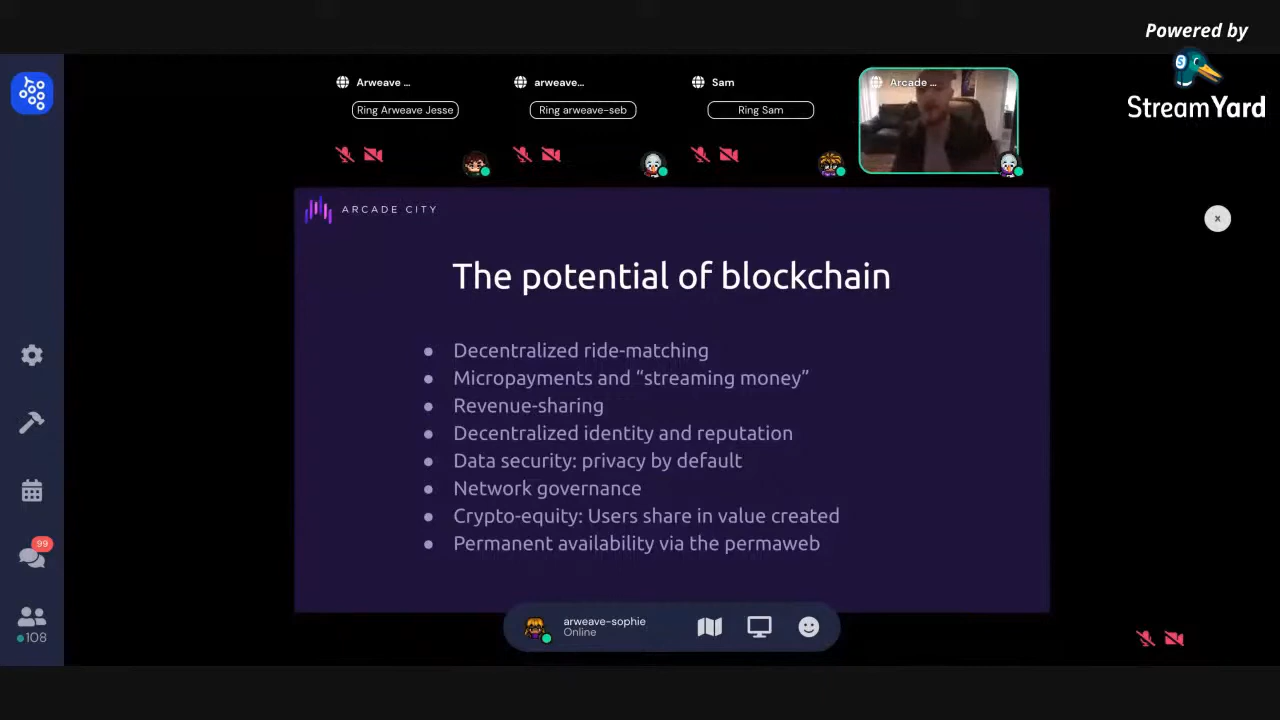 Powered by
StreamYard
Arweave ...
arweave...
Sam
Arcade ...
Ring Arweave Jesse
Ring arweave-seb
Ring Sam
ARCADE CITY
×
The potential of blockchain
● Decentralized ride-matching
● Micropayments and “streaming money”
● Revenue-sharing
● Decentralized identity and reputation
● Data security: privacy by default
● Network governance
● Crypto-equity: Users share in value created
● Permanent availability via the permaweb
99
108
arweave-sophie
Online